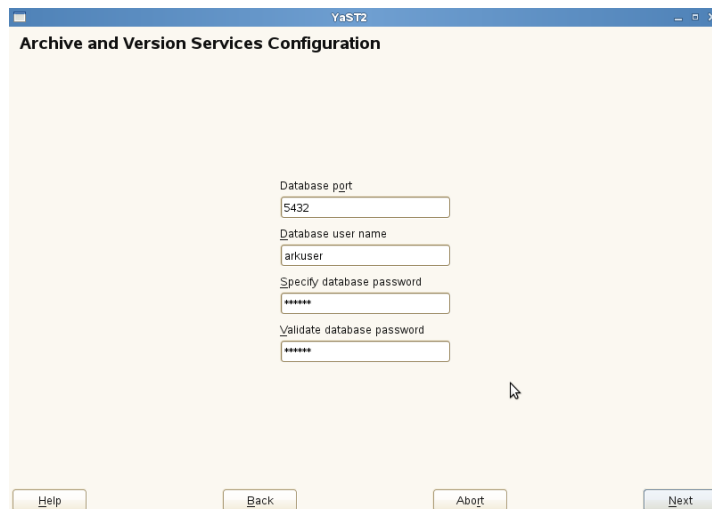 YaST2
Archive and Version Services Configuration
Database port
5432
Database user name
arkuser
Specify database password
******
Validate database password
******
Help Back Abort Next